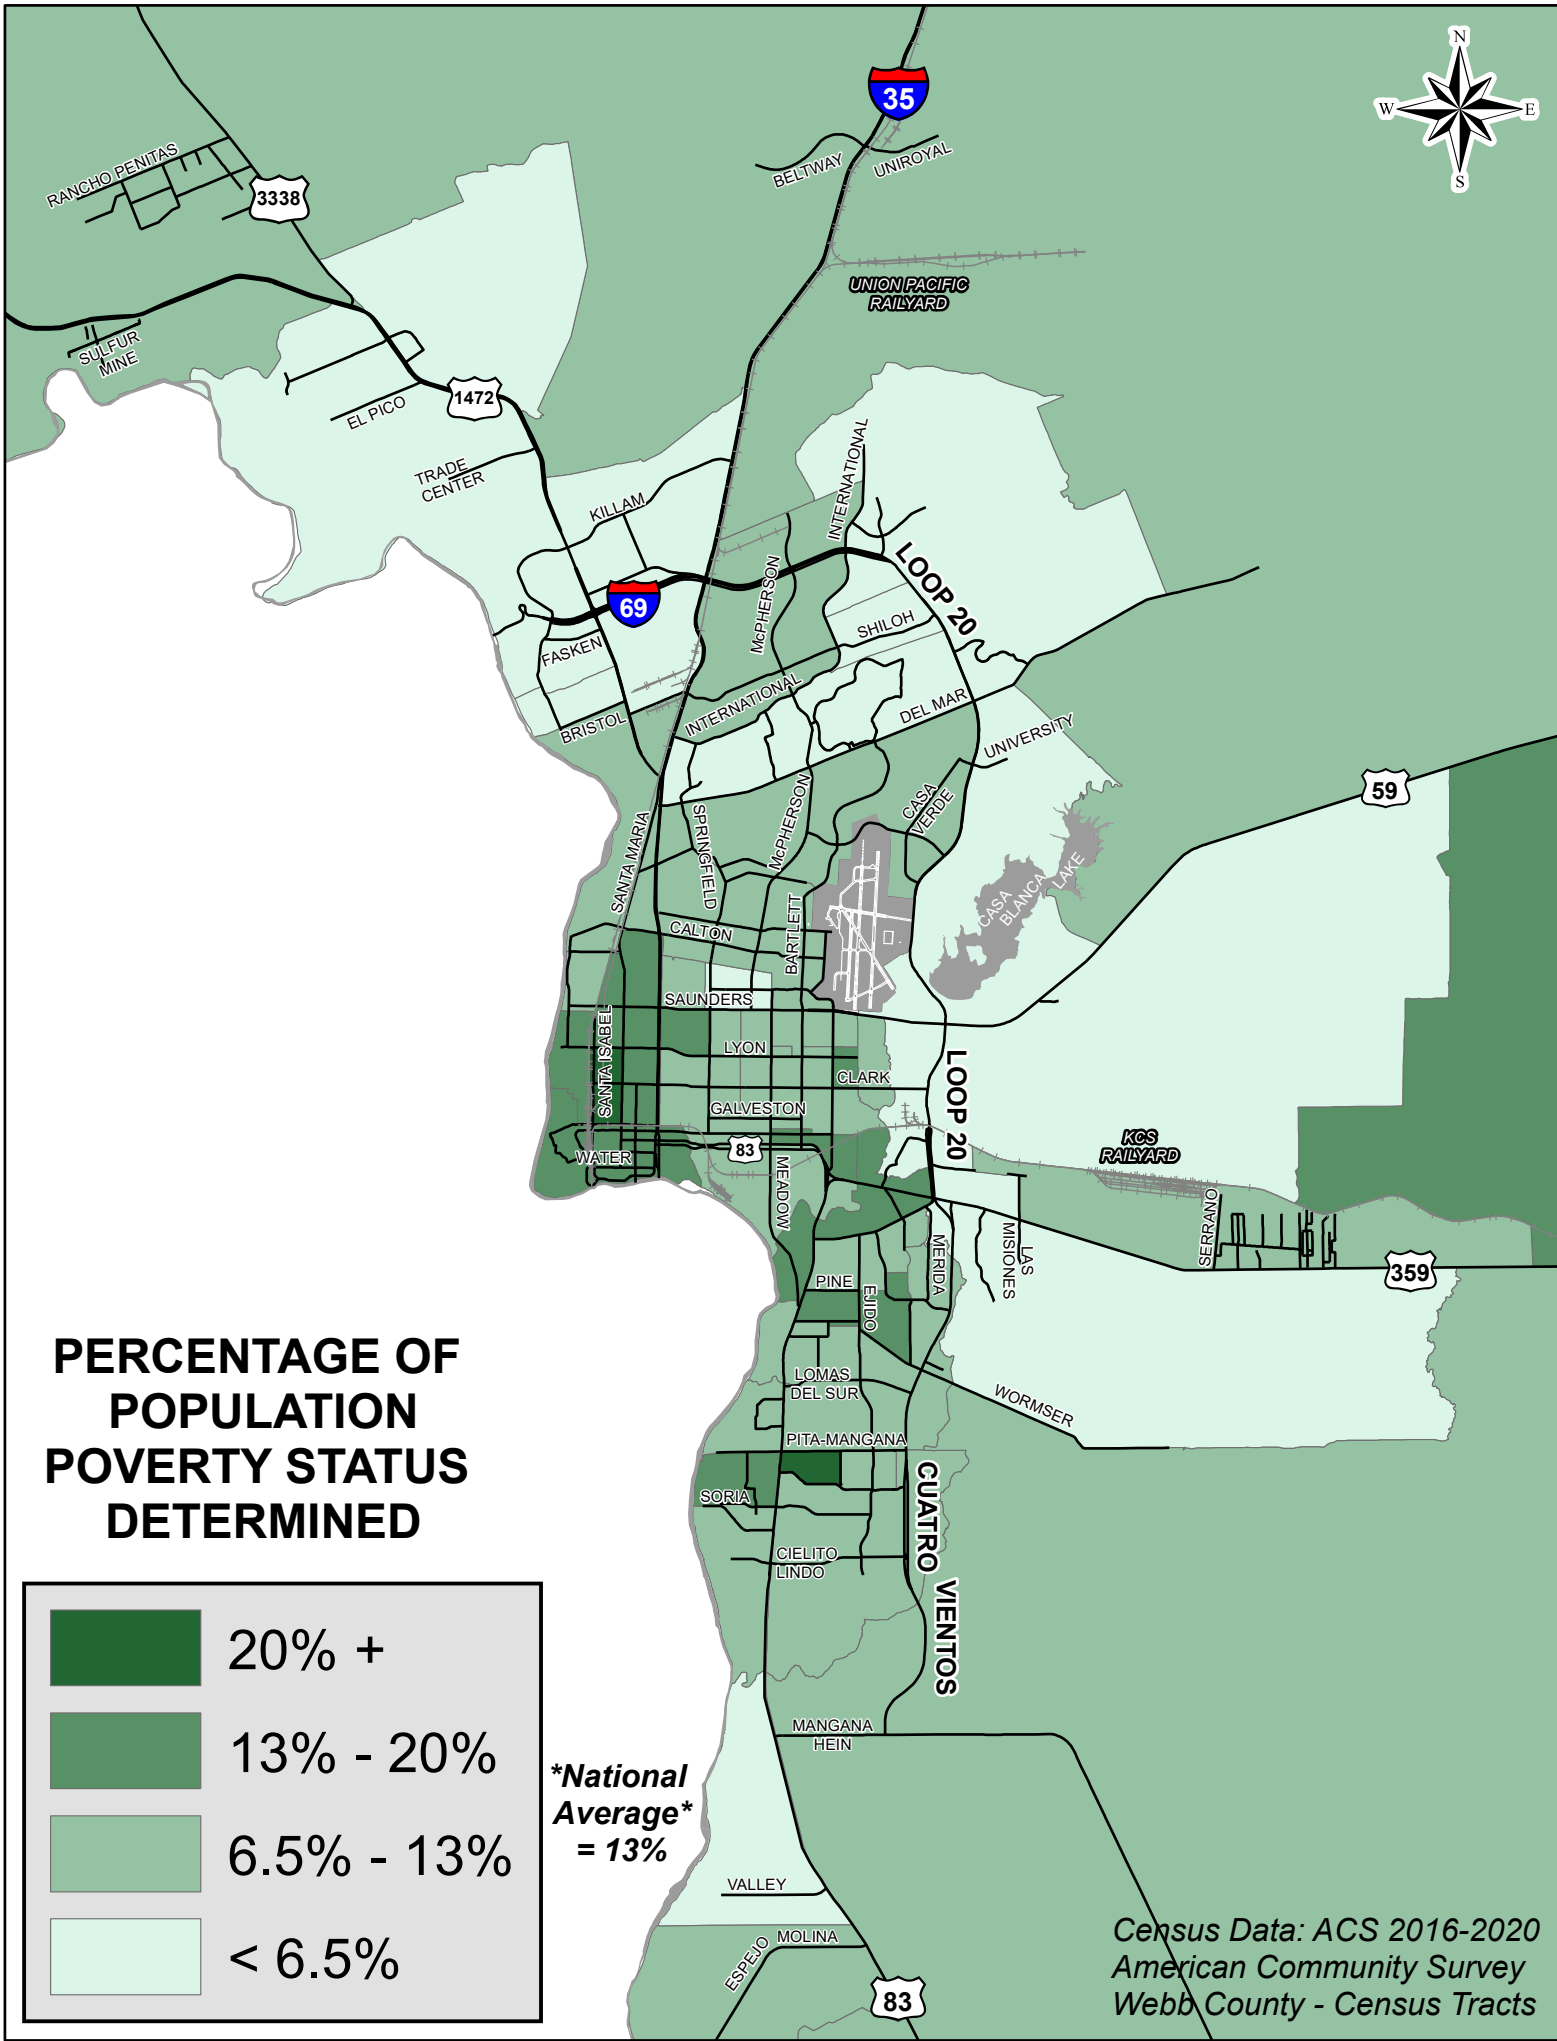 N
W
E
S
35
BELTWAY
UNIROYAL
RANCHO PENITAS
3338
UNION PACIFIC
RAILYARD
SULFUR
MINE
EL PICO
1472
TRADE
CENTER
KILLAM
INTERNATIONAL
LOOP 20
McPHERSON
69
SHILOH
FASKEN
INTERNATIONAL
DEL MAR
BRISTOL
UNIVERSITY
59
CASA
VERDE
SPRINGFIELD
McPHERSON
SANTA MARIA
CASA
BLANCA
LAKE
CALTON
BARTLETT
SAUNDERS
SANTA ISABEL
LYON
CLARK
LOOP 20
GALVESTON
83
WATER
KCS
RAILYARD
MEADOW
SERRANO
MERIDA
LAS
MISIONES
359
PINE
EJIDO
LOMAS
DEL SUR
WORMSER
PITA-MANGANA
SORIA
CUATRO VIENTOS
CIELITO
LINDO
MANGANA
HEIN
VALLEY
MOLINA
ESPEJO
83
PERCENTAGE OF
POPULATION
POVERTY STATUS
DETERMINED
20% +
13% - 20%
6.5% - 13%
< 6.5%
*National
Average*
= 13%
Census Data: ACS 2016-2020
American Community Survey
Webb County - Census Tracts